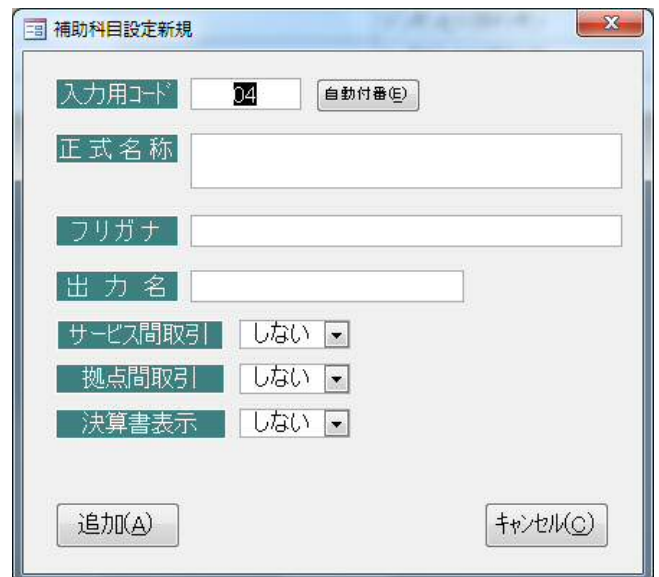 補助科目設定新規
入力用コード 04 自動付番(E)
正式名称
フリガナ
出力名
サービス間取引 しない
拠点間取引 しない
決算書表示 しない
追加(A) キャンセル(C)